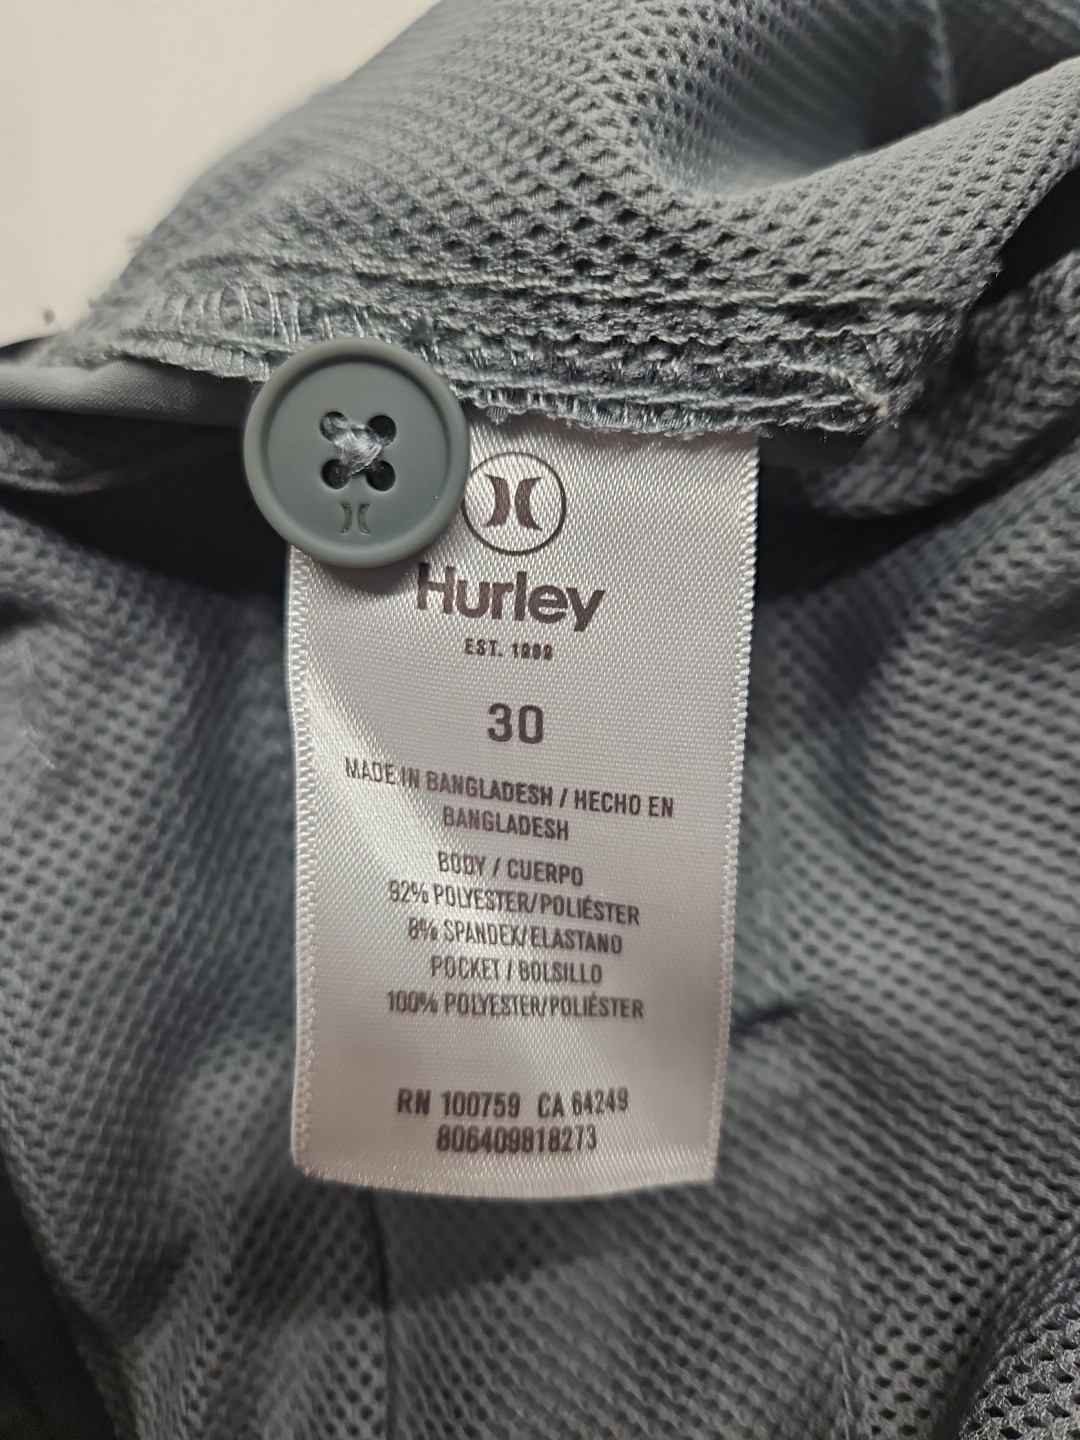 Hurley
EST. 1999
30
MADE IN BANGLADESH / HECHO EN
BANGLADESH
BODY / CUERPO
92% POLYESTER/POLIÉSTER
8% SPANDEX/ELASTANO
POCKET / BOLSILLO
100% POLYESTER/POLIÉSTER
RN 100759 CA 64249
806409818273